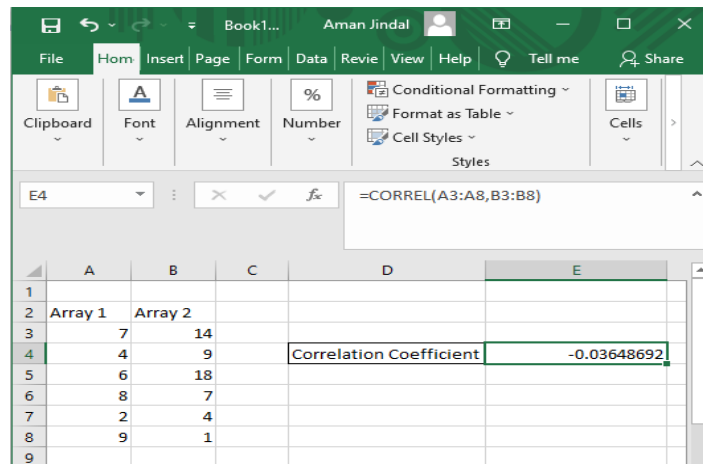 Book1... Aman Jindal
File Hom Insert Page Form Data Revie View Help Tell me Share
Clipboard Font Alignment % Number Conditional Formatting Format as Table Cell Styles Cells
Styles
E4 fx =CORREL(A3:A8,B3:B8)
A B C D E
1
2 Array 1 Array 2
3 7 14
4 4 9 Correlation Coefficient -0.03648692
5 6 18
6 8 7
7 2 4
8 9 1
9